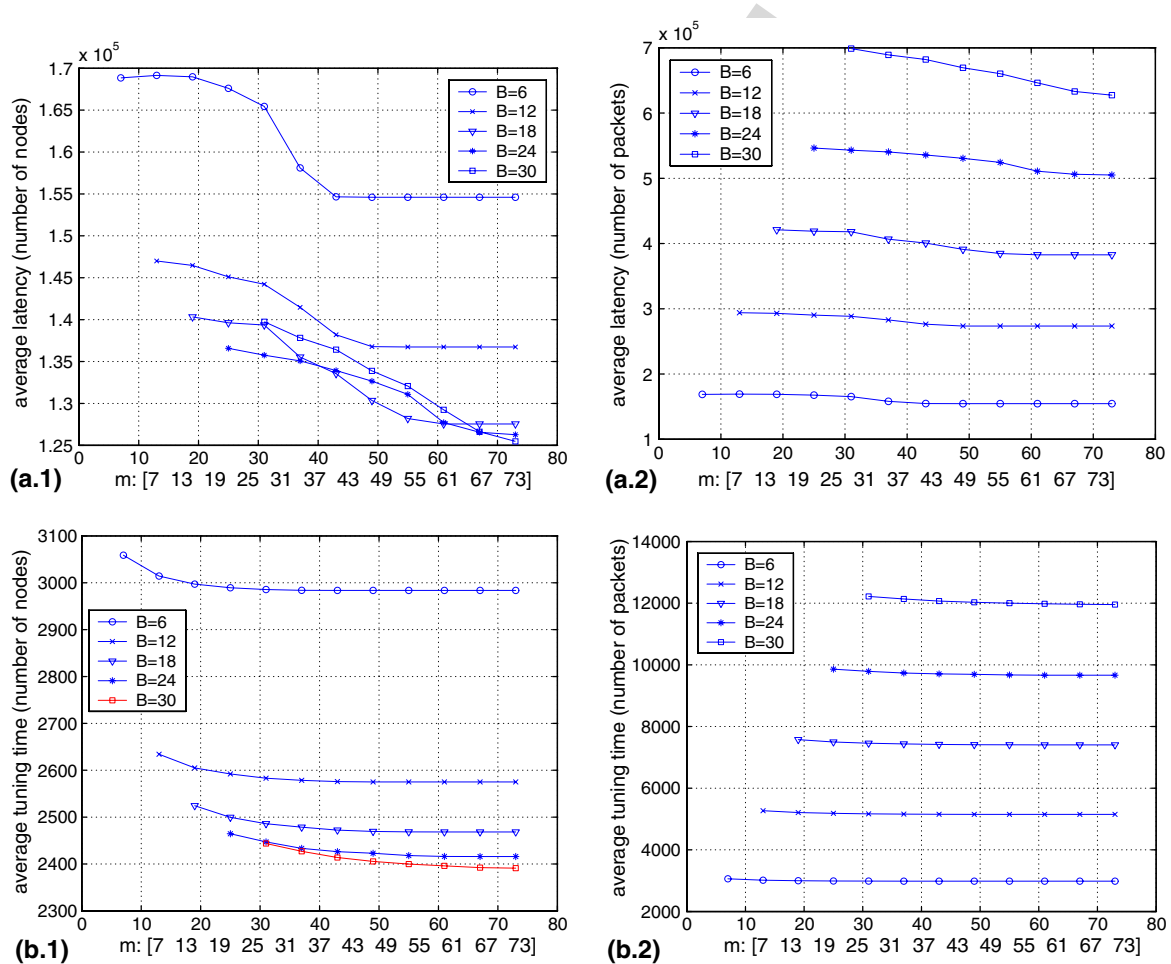 x 10^5
1.7
1.65
1.6
1.55
1.5
1.45
1.4
1.35
1.3
1.25
average latency (number of nodes)
B=6
B=12
B=18
B=24
B=30
0 10 20 30 40 50 60 70 80
(a.1) m: [7 13 19 25 31 37 43 49 55 61 67 73]
x 10^5
7
6
5
4
3
2
1
average latency (number of packets)
B=6
B=12
B=18
B=24
B=30
0 10 20 30 40 50 60 70 80
(a.2) m: [7 13 19 25 31 37 43 49 55 61 67 73]
3100
3000
2900
2800
2700
2600
2500
2400
2300
average tuning time (number of nodes)
B=6
B=12
B=18
B=24
B=30
0 10 20 30 40 50 60 70 80
(b.1) m: [7 13 19 25 31 37 43 49 55 61 67 73]
14000
12000
10000
8000
6000
4000
2000
average tuning time (number of packets)
B=6
B=12
B=18
B=24
B=30
0 10 20 30 40 50 60 70 80
(b.2) m: [7 13 19 25 31 37 43 49 55 61 67 73]